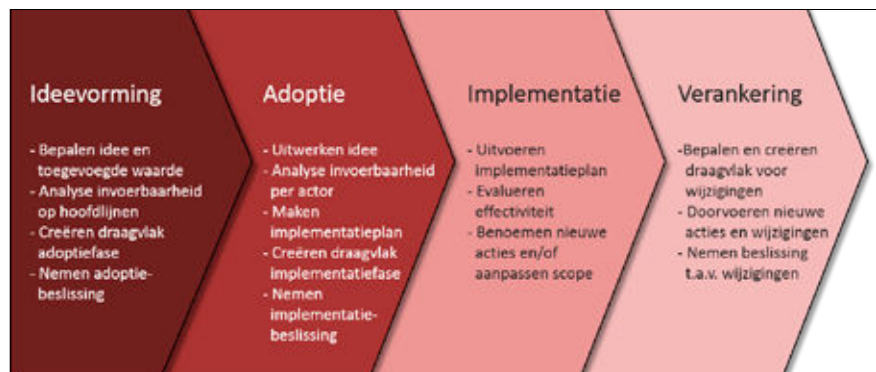 Ideevorming
- Bepalen idee en
toegevoegde waarde
- Analyse invoerbaarheid
op hoofdlijnen
- Creëren draagvlak
adoptiefase
- Nemen adoptie-
beslissing
Adoptie
- Uitwerken idee
- Analyse invoerbaarheid
per actor
- Maken
implementatieplan
- Creëren draagvlak
implementatiefase
- Nemen
implementatie-
beslissing
Implementatie
- Uitvoeren
implementatieplan
- Evalueren
effectiviteit
- Benoemen nieuwe
acties en/of
aanpassen scope
Verankering
-Bepalen en creëren
draagvlak voor
wijzigingen
- Doorvoeren nieuwe
acties en wijzigingen
- Nemen beslissing
t.a.v. wijzigingen